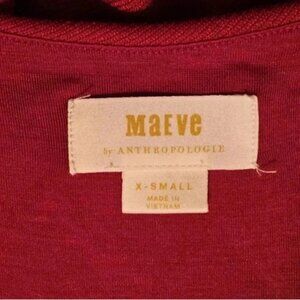 MaEve
by ANTHROPOLOGIE
X-SMALL
MADE IN
VIETNAM